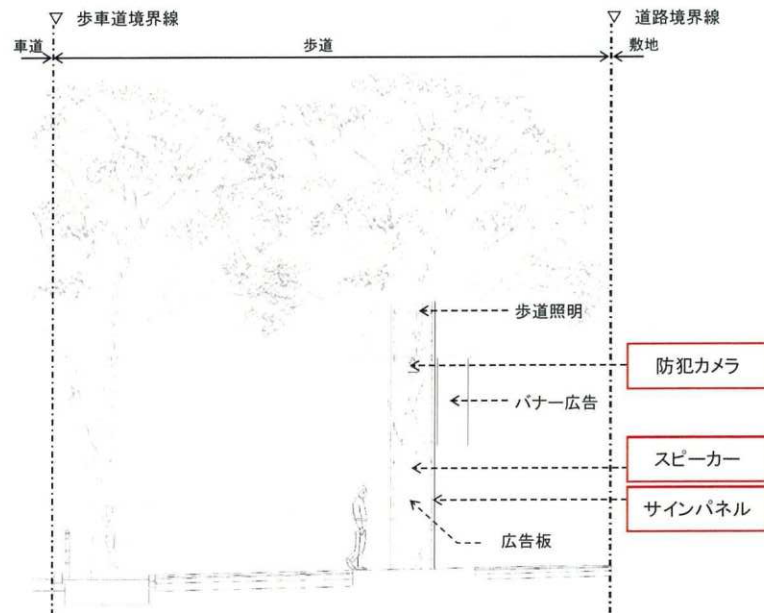 ▽ 歩車道境界線
▽ 道路境界線
車道
歩道
敷地
歩道照明
防犯カメラ
バナー広告
スピーカー
サインパネル
広告板